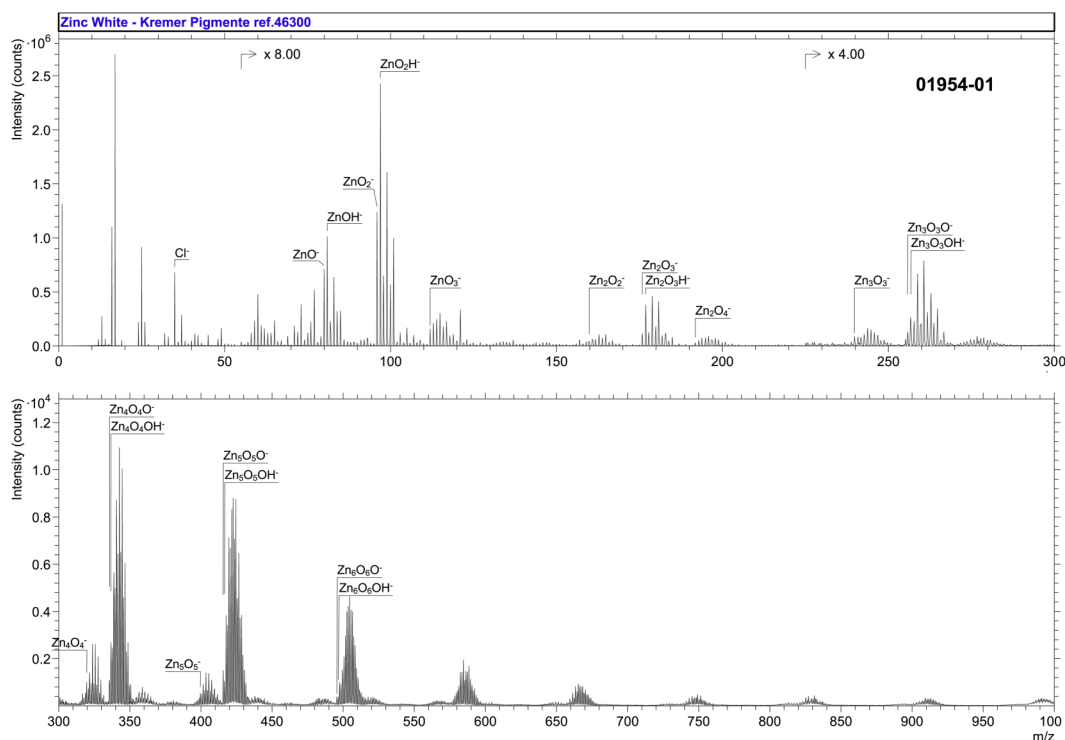 Zinc White - Kremer Pigmente ref.46300
·10⁶
x 8.00
x 4.00
01954-01
Intensity (counts)
2.5
2.0
1.5
1.0
0.5
0.0
Cl⁻
ZnO⁻
ZnOH⁻
ZnO₂⁻
ZnO₂H⁻
ZnO₃⁻
Zn₂O₂⁻
Zn₂O₃⁻
Zn₂O₃H⁻
Zn₂O₄⁻
Zn₃O₃⁻
Zn₃O₃O⁻
Zn₃O₃OH⁻
0 50 100 150 200 250 300
·10⁴
Intensity (counts)
1.2
1.0
0.8
0.6
0.4
0.2
Zn₄O₄⁻
Zn₄O₄O⁻
Zn₄O₄OH⁻
Zn₅O₅⁻
Zn₅O₅O⁻
Zn₅O₅OH⁻
Zn₆O₆O⁻
Zn₆O₆OH⁻
300 350 400 450 500 550 600 650 700 750 800 850 900 950 100
m/z